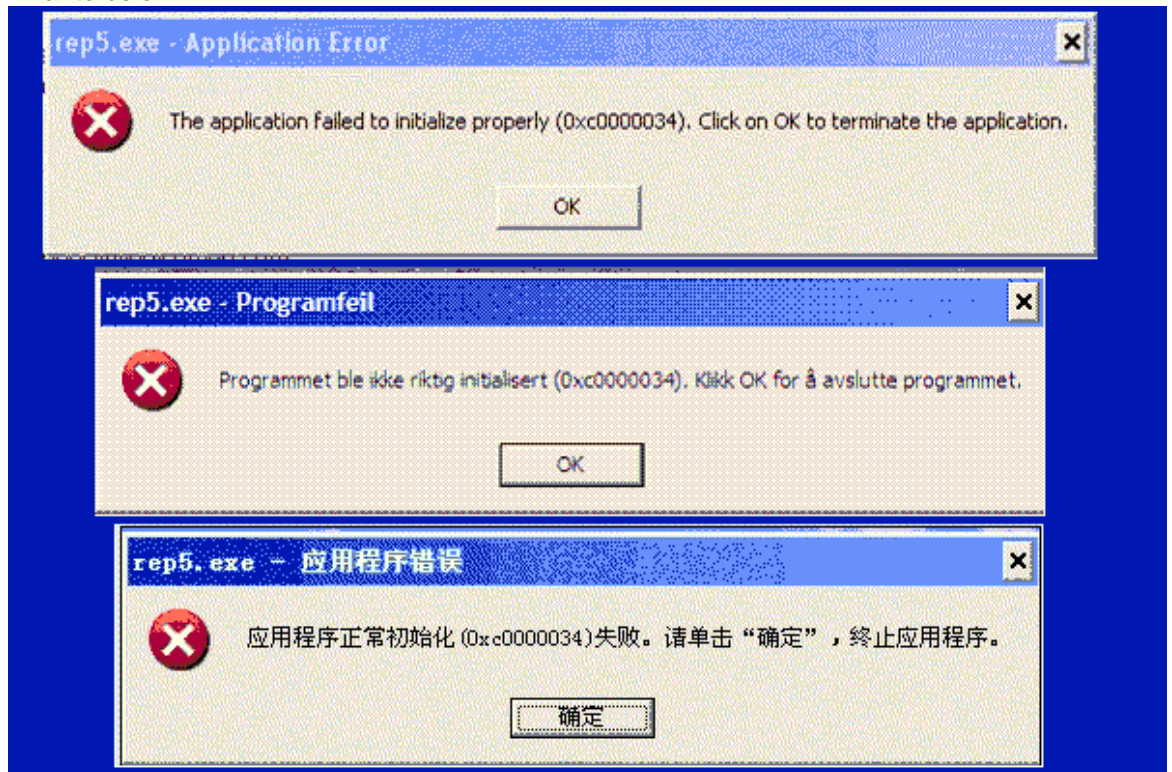 rep5.exe - Application Error
The application failed to initialize properly (0xc0000034). Click on OK to terminate the application.
OK
rep5.exe - Programfeil
Programmet ble ikke riktig initialisert (0xc0000034). Klikk OK for å avslutte programmet.
OK
rep5.exe - 应用程序错误
应用程序正常初始化(0xc0000034)失败。请单击“确定”,终止应用程序。
确定